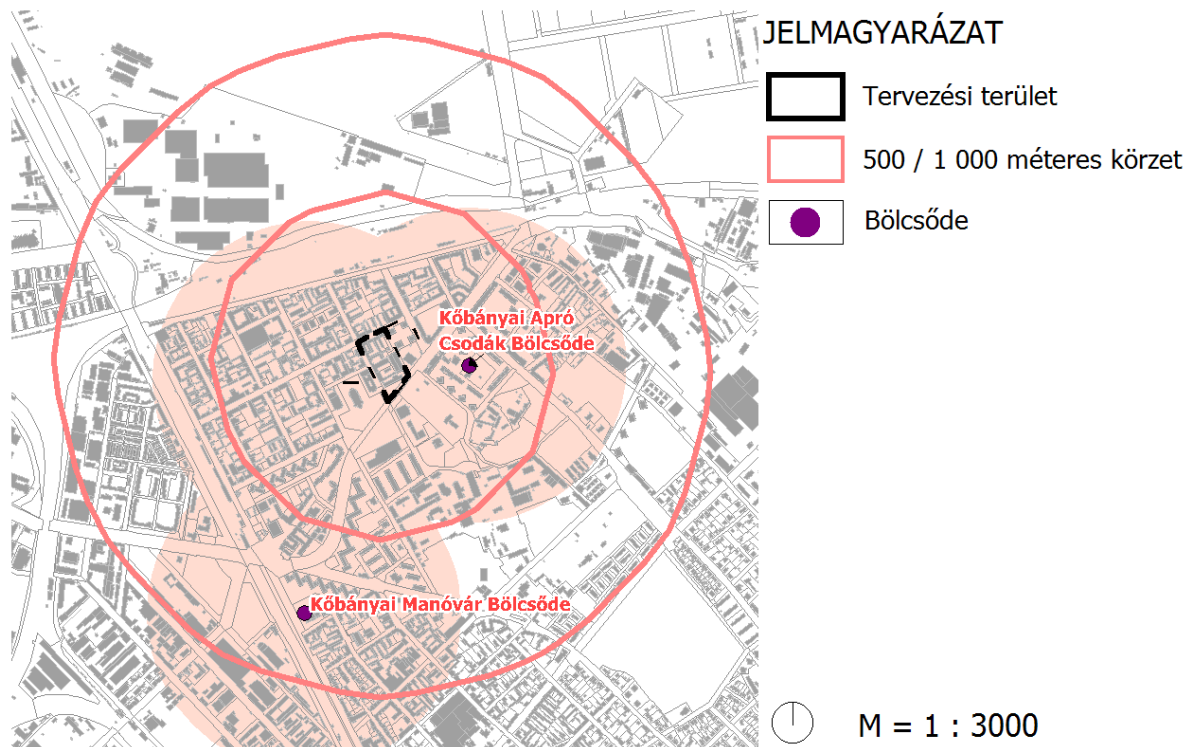 JELMAGYARÁZAT
Tervezési terület
500 / 1 000 méteres körzet
Bölcsőde
Kőbányai Apró
Csodák Bölcsőde
Kőbányai Manóvár Bölcsőde
M = 1 : 3000